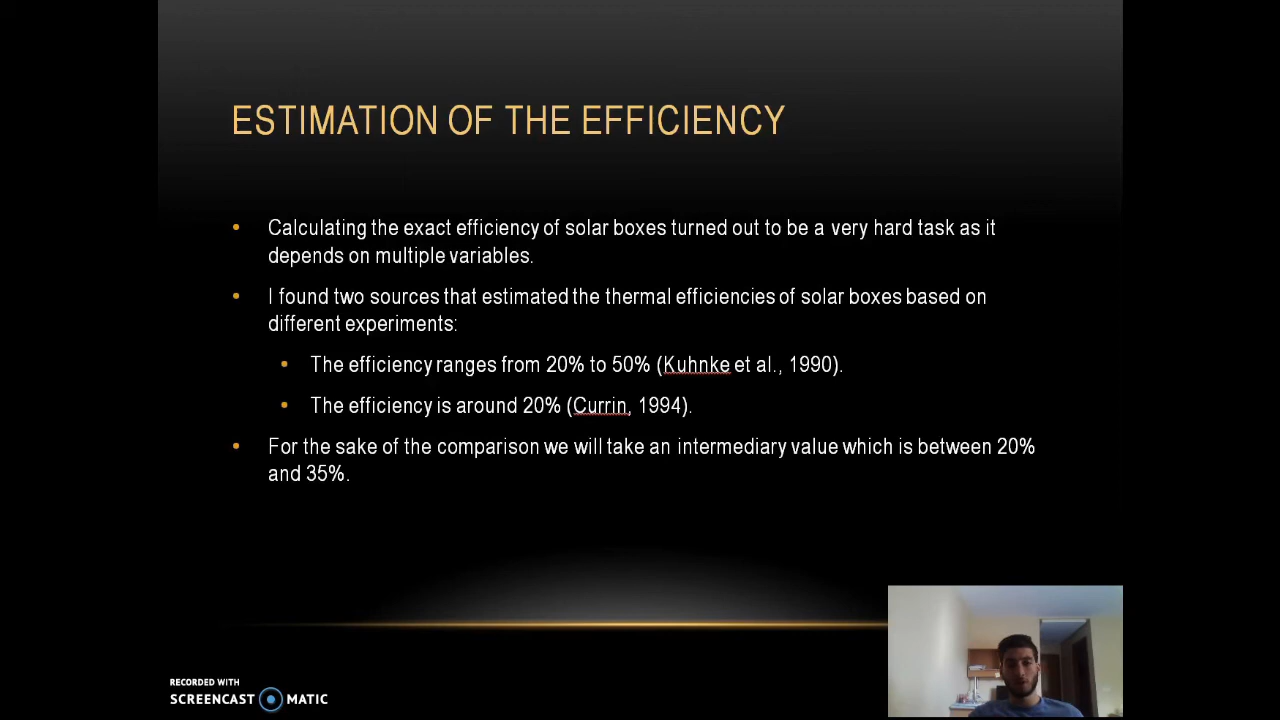 ESTIMATION OF THE EFFICIENCY
Calculating the exact efficiency of solar boxes turned out to be a very hard task as it
depends on multiple variables.
I found two sources that estimated the thermal efficiencies of solar boxes based on
different experiments:
The efficiency ranges from 20% to 50% (Kuhnke et al., 1990).
The efficiency is around 20% (Currin, 1994).
For the sake of the comparison we will take an intermediary value which is between 20%
and 35%.
RECORDED WITH
SCREENCAST MATIC